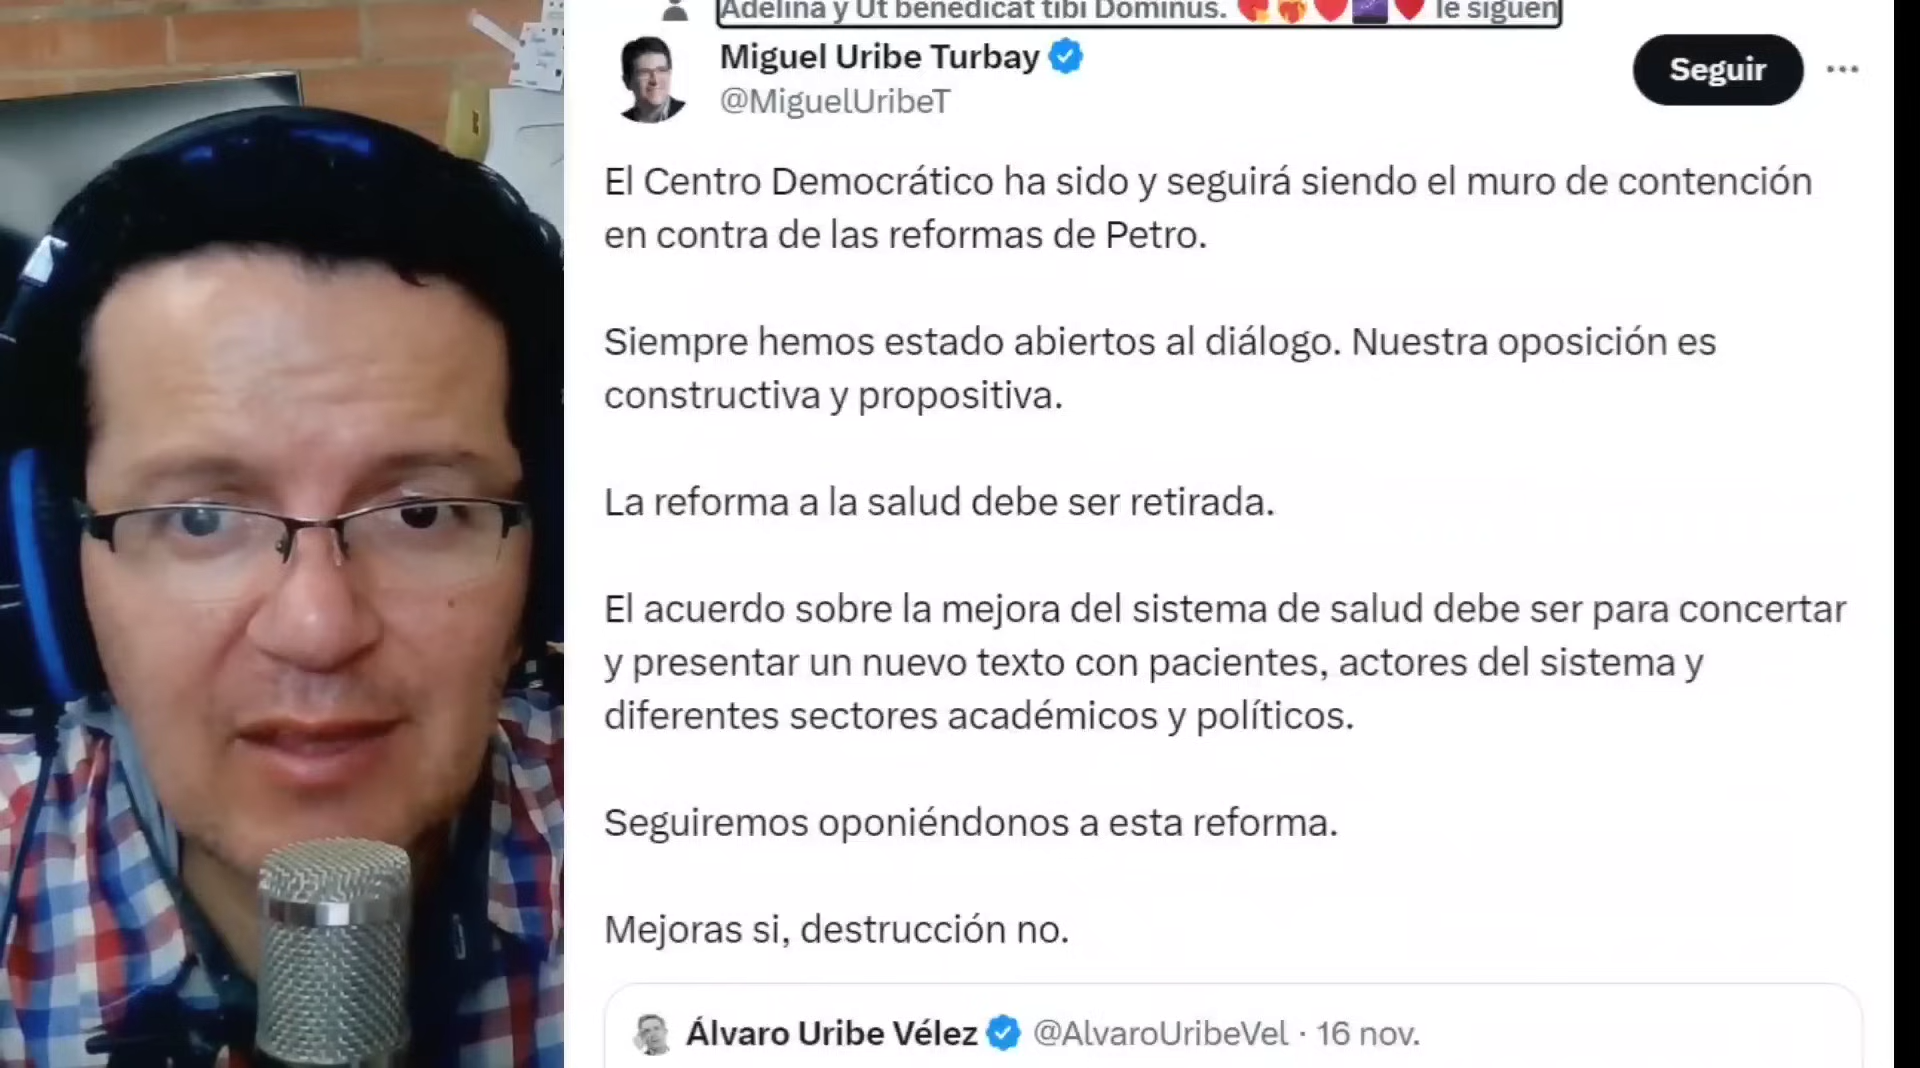 Adelina y Ut benedicat tibi Dominus. le siguen
Miguel Uribe Turbay
@MiguelUribeT
Seguir
El Centro Democrático ha sido y seguirá siendo el muro de contención
en contra de las reformas de Petro.
Siempre hemos estado abiertos al diálogo. Nuestra oposición es
constructiva y propositiva.
La reforma a la salud debe ser retirada.
El acuerdo sobre la mejora del sistema de salud debe ser para concertar
y presentar un nuevo texto con pacientes, actores del sistema y
diferentes sectores académicos y políticos.
Seguiremos oponiéndonos a esta reforma.
Mejoras si, destrucción no.
Álvaro Uribe Vélez @AlvaroUribeVel · 16 nov.